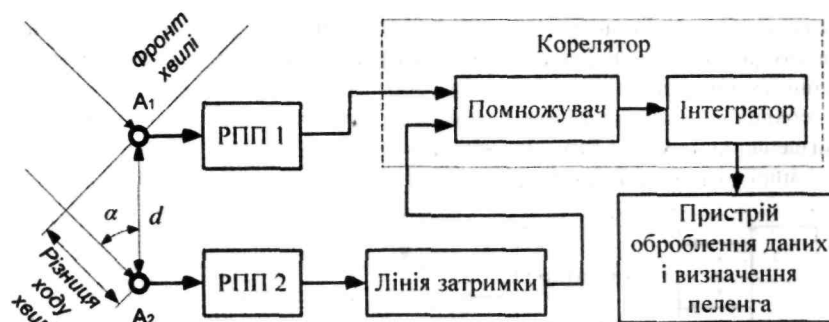 Фронт
хвилі
Корелятор
A₁
РПП 1
Помножувач
Інтегратор
α
d
Різниця
ходу
A₂
РПП 2
Лінія затримки
Пристрій
оброблення даних
і визначення
пеленга